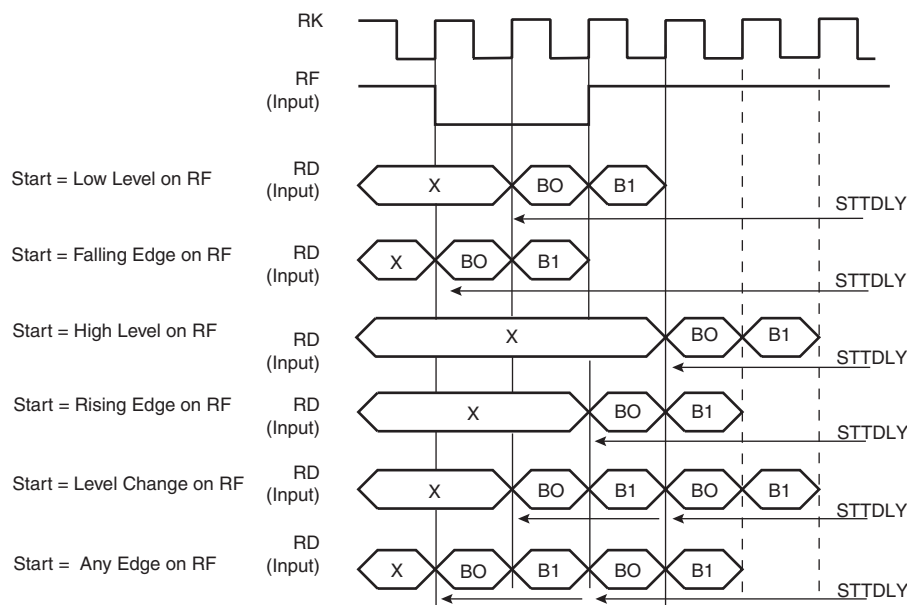 RK
RF
(Input)
Start = Low Level on RF
RD
(Input)
X
BO
B1
STTDLY
Start = Falling Edge on RF
RD
(Input)
X
BO
B1
STTDLY
Start = High Level on RF
RD
(Input)
X
BO
B1
STTDLY
Start = Rising Edge on RF
RD
(Input)
X
BO
B1
STTDLY
Start = Level Change on RF
RD
(Input)
X
BO
B1
BO
B1
STTDLY
Start = Any Edge on RF
RD
(Input)
X
BO
B1
BO
B1
STTDLY